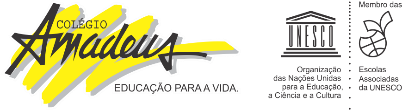 COLÉGIO
Amadeus
EDUCAÇÃO PARA A VIDA.
UNESCO
Organização
das Nações Unidas
para a Educação,
a Ciência e a Cultura
Membro das
Escolas
Associadas
da UNESCO